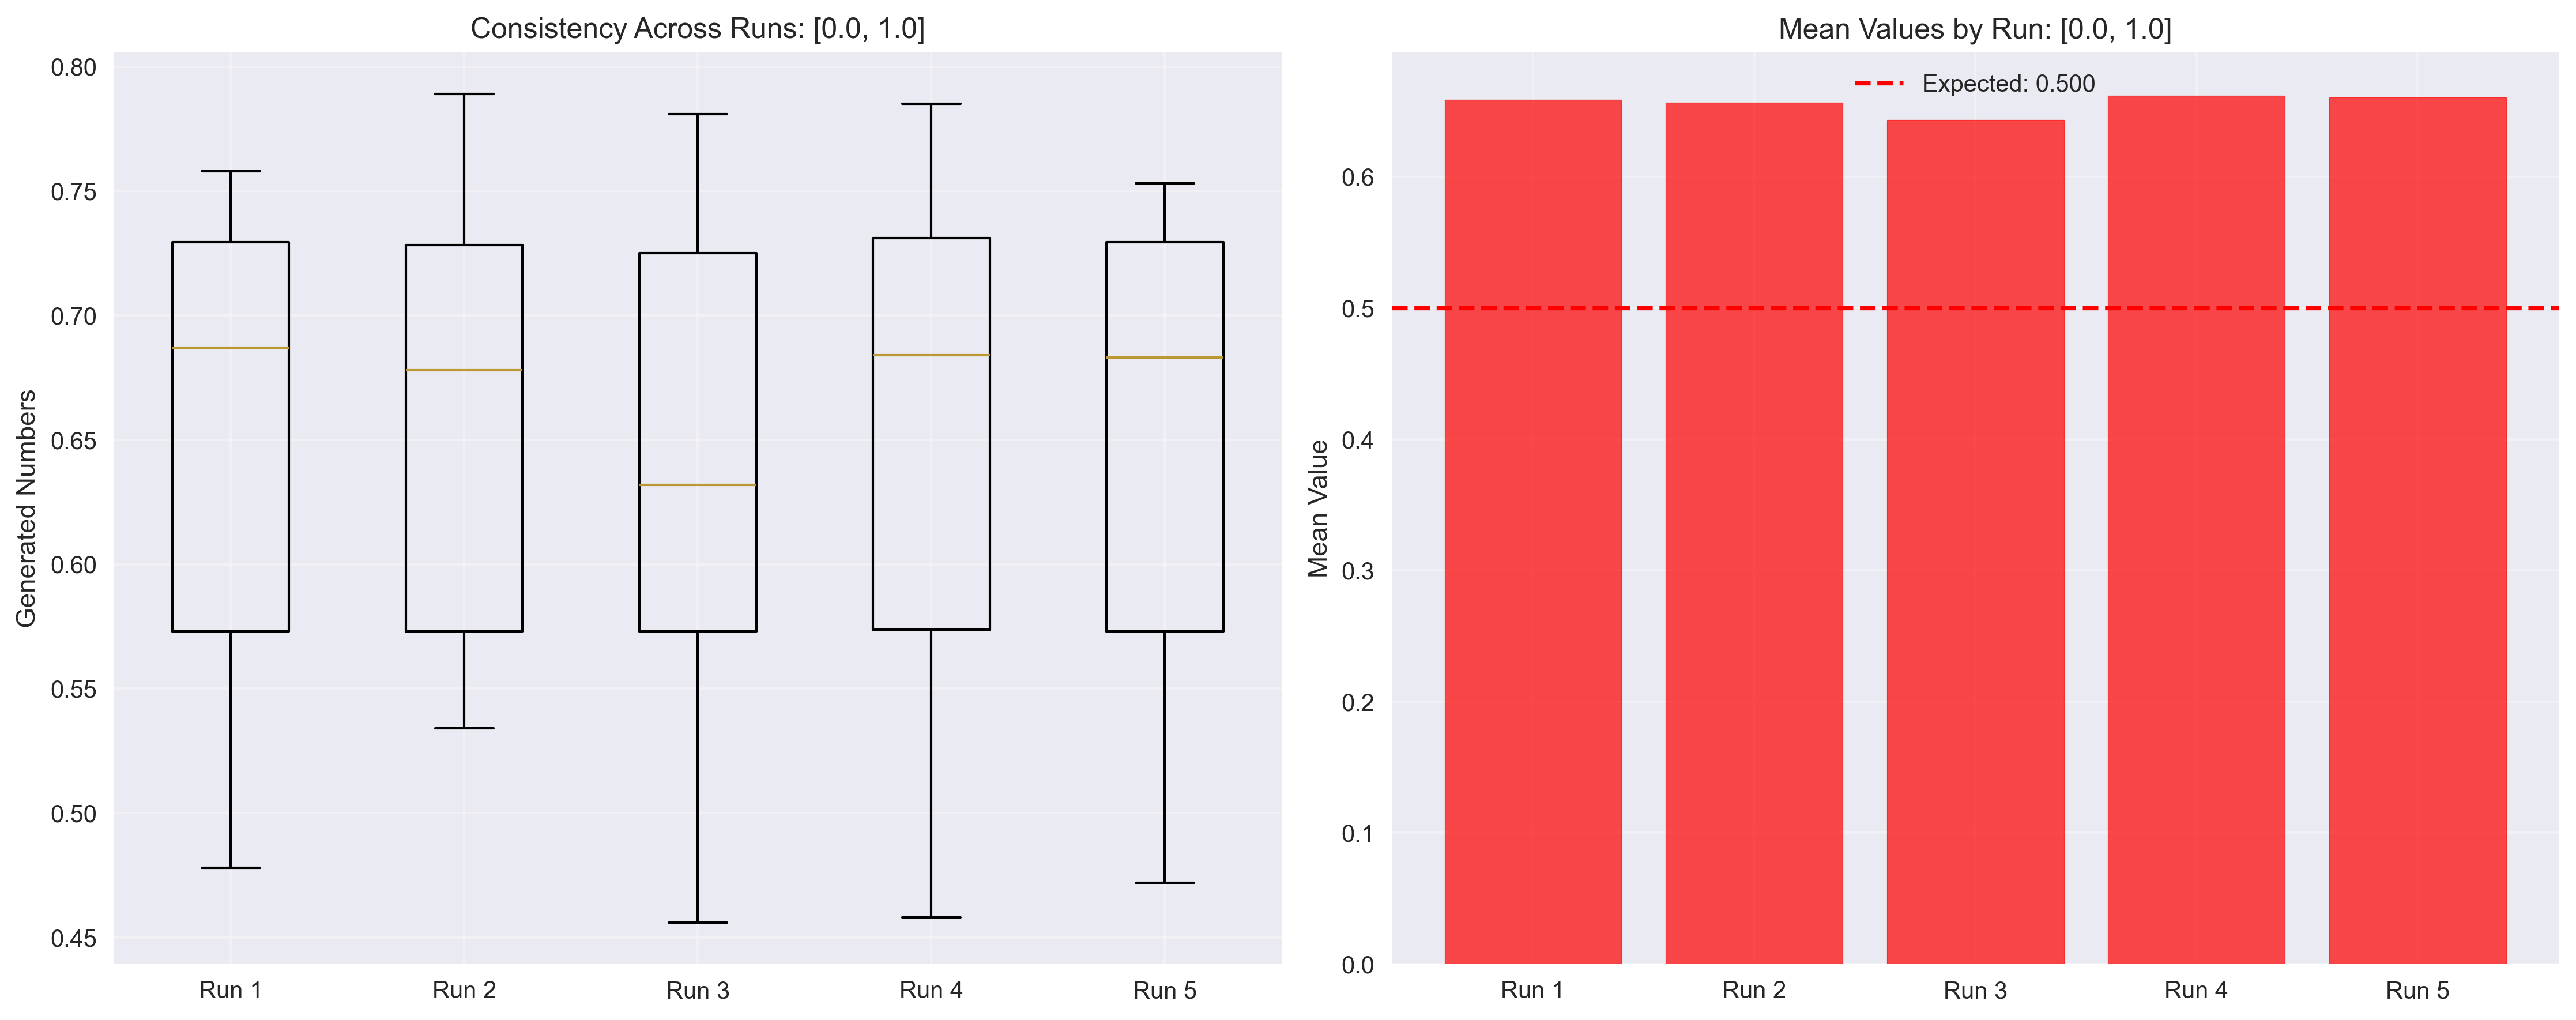 Consistency Across Runs: [0.0, 1.0]
Generated Numbers
0.80
0.75
0.70
0.65
0.60
0.55
0.50
0.45
Run 1
Run 2
Run 3
Run 4
Run 5
Mean Values by Run: [0.0, 1.0]
Expected: 0.500
Mean Value
0.6
0.5
0.4
0.3
0.2
0.1
0.0
Run 1
Run 2
Run 3
Run 4
Run 5